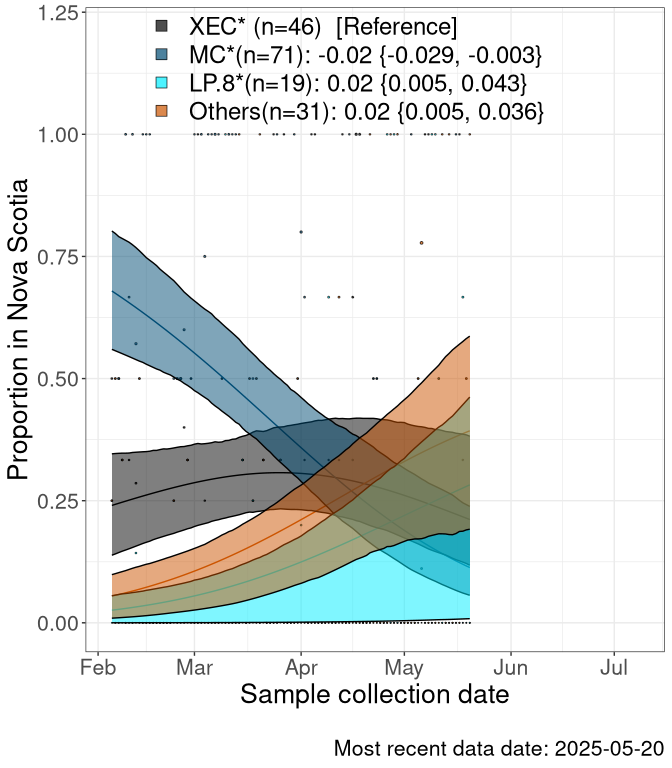 XEC* (n=46)  [Reference]
MC*(n=71): -0.02 {-0.029, -0.003}
LP.8*(n=19): 0.02 {0.005, 0.043}
Others(n=31): 0.02 {0.005, 0.036}
1.25
1.00
0.75
0.50
0.25
0.00
Proportion in Nova Scotia
Feb Mar Apr May Jun Jul
Sample collection date
Most recent data date: 2025-05-20